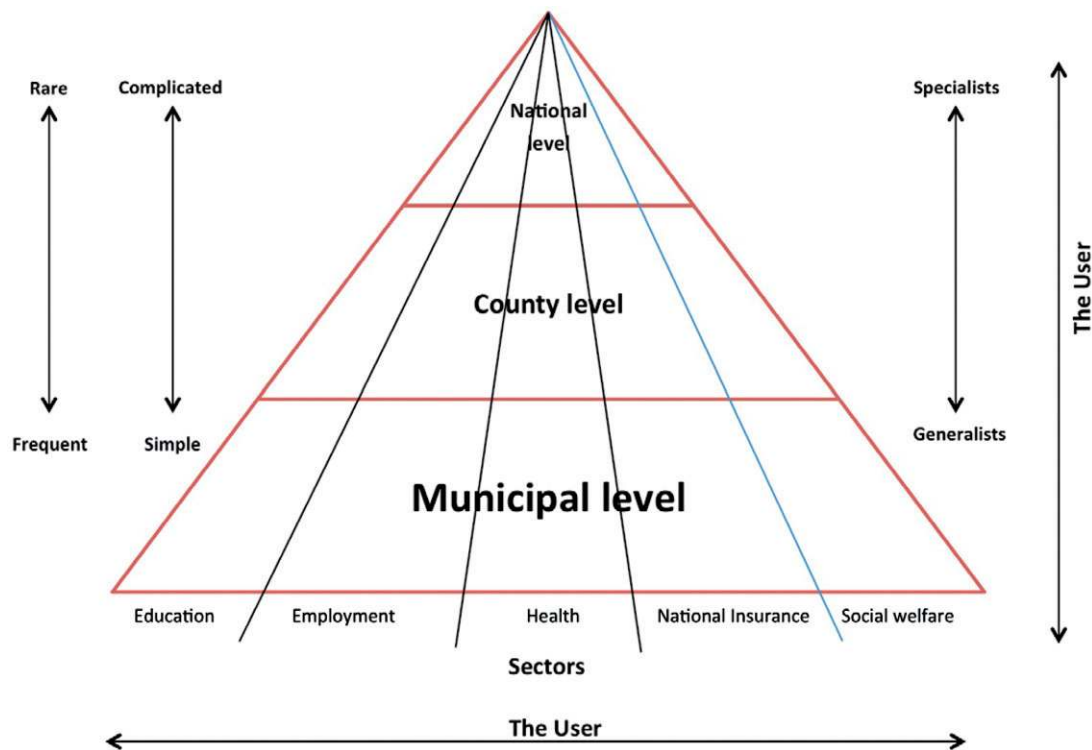 Rare
Complicated
Specialists
National
level
The User
County level
Frequent
Simple
Generalists
Municipal level
Education
Employment
Health
National Insurance
Social welfare
Sectors
The User